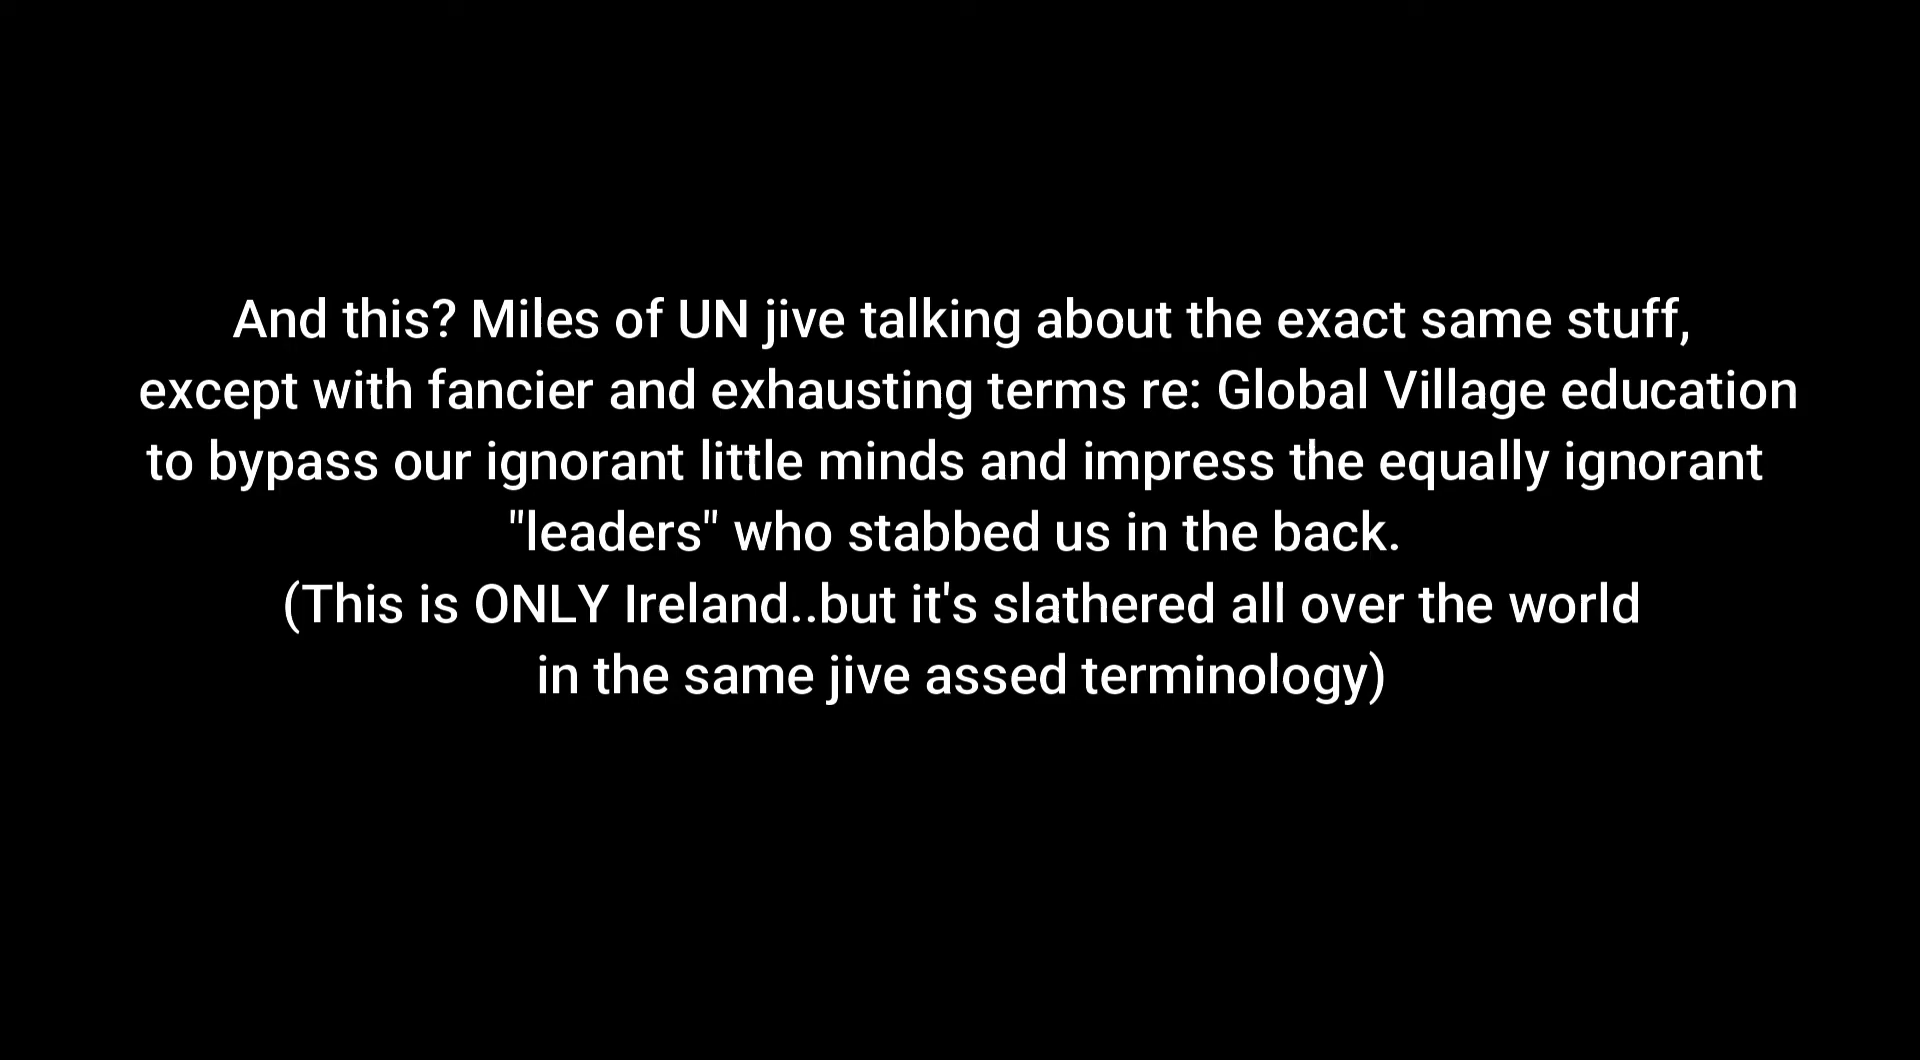 And this? Miles of UN jive talking about the exact same stuff,
except with fancier and exhausting terms re: Global Village education
to bypass our ignorant little minds and impress the equally ignorant
"leaders" who stabbed us in the back.
(This is ONLY Ireland..but it's slathered all over the world
in the same jive assed terminology)